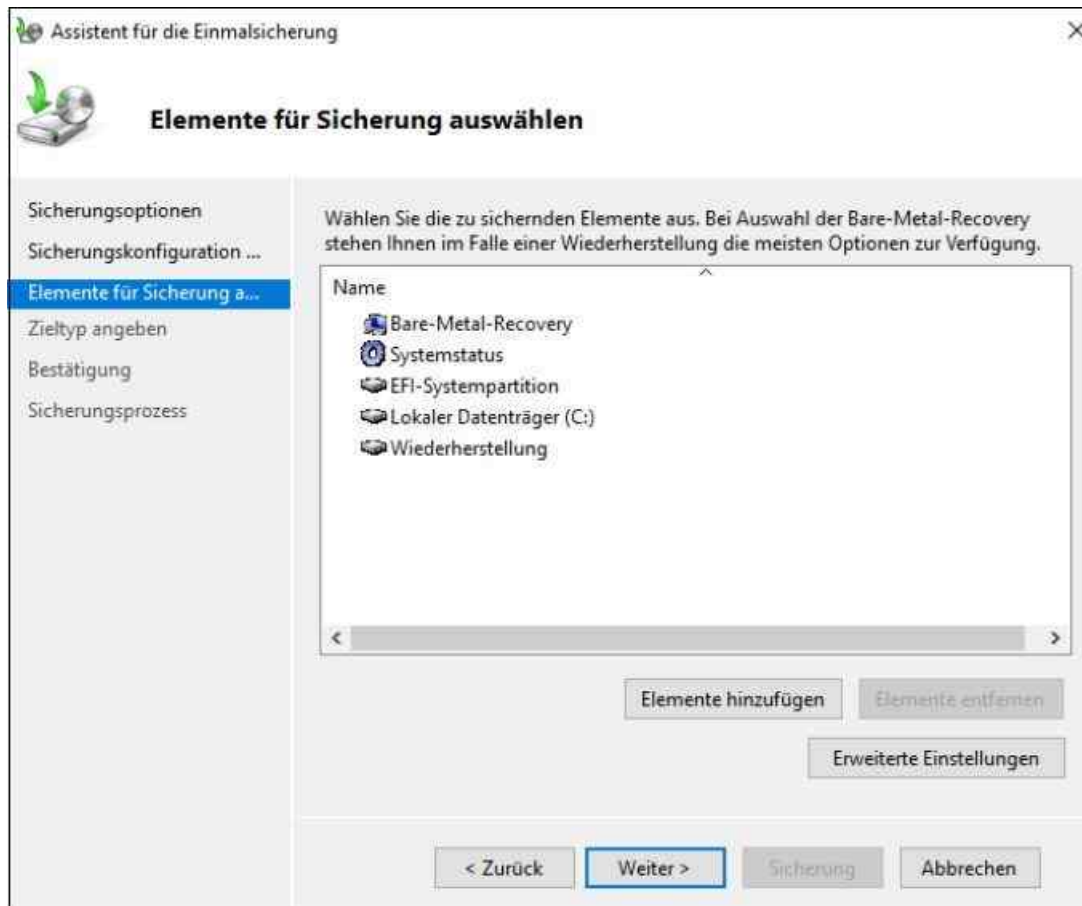 Assistent für die Einmalsicherung
Elemente für Sicherung auswählen
Sicherungsoptionen
Sicherungskonfiguration ...
Elemente für Sicherung a...
Zieltyp angeben
Bestätigung
Sicherungsprozess
Wählen Sie die zu sichernden Elemente aus. Bei Auswahl der Bare-Metal-Recovery
stehen Ihnen im Falle einer Wiederherstellung die meisten Optionen zur Verfügung.
Name
Bare-Metal-Recovery
Systemstatus
EFI-Systempartition
Lokaler Datenträger (C:)
Wiederherstellung
Elemente hinzufügen
Elemente entfernen
Erweiterte Einstellungen
< Zurück
Weiter >
Sicherung
Abbrechen